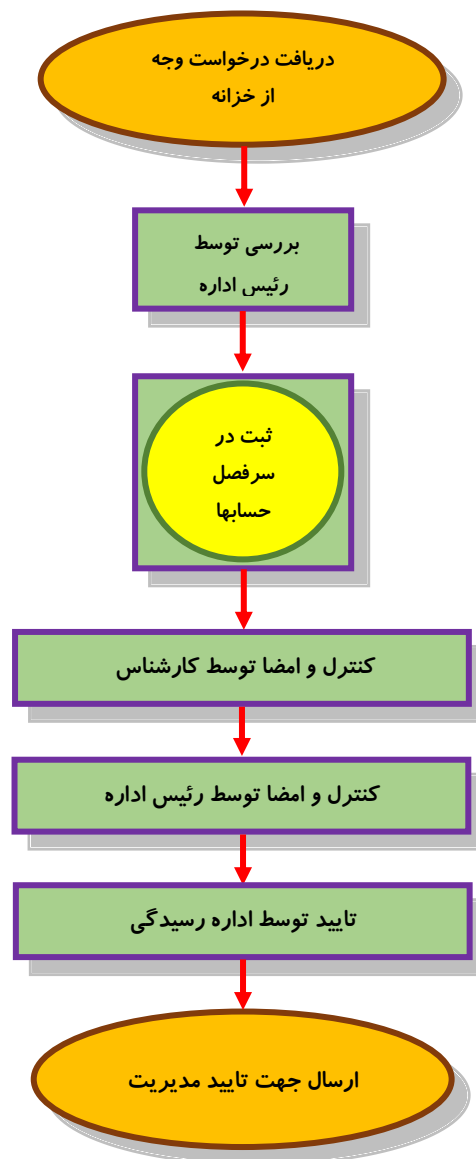 دریافت درخواست وجه
از خزانه
بررسی توسط
رئیس اداره
ثبت در
سرفصل
حسابها
کنترل و امضا توسط کارشناس
کنترل و امضا توسط رئیس اداره
تایید توسط اداره رسیدگی
ارسال جهت تایید مدیریت